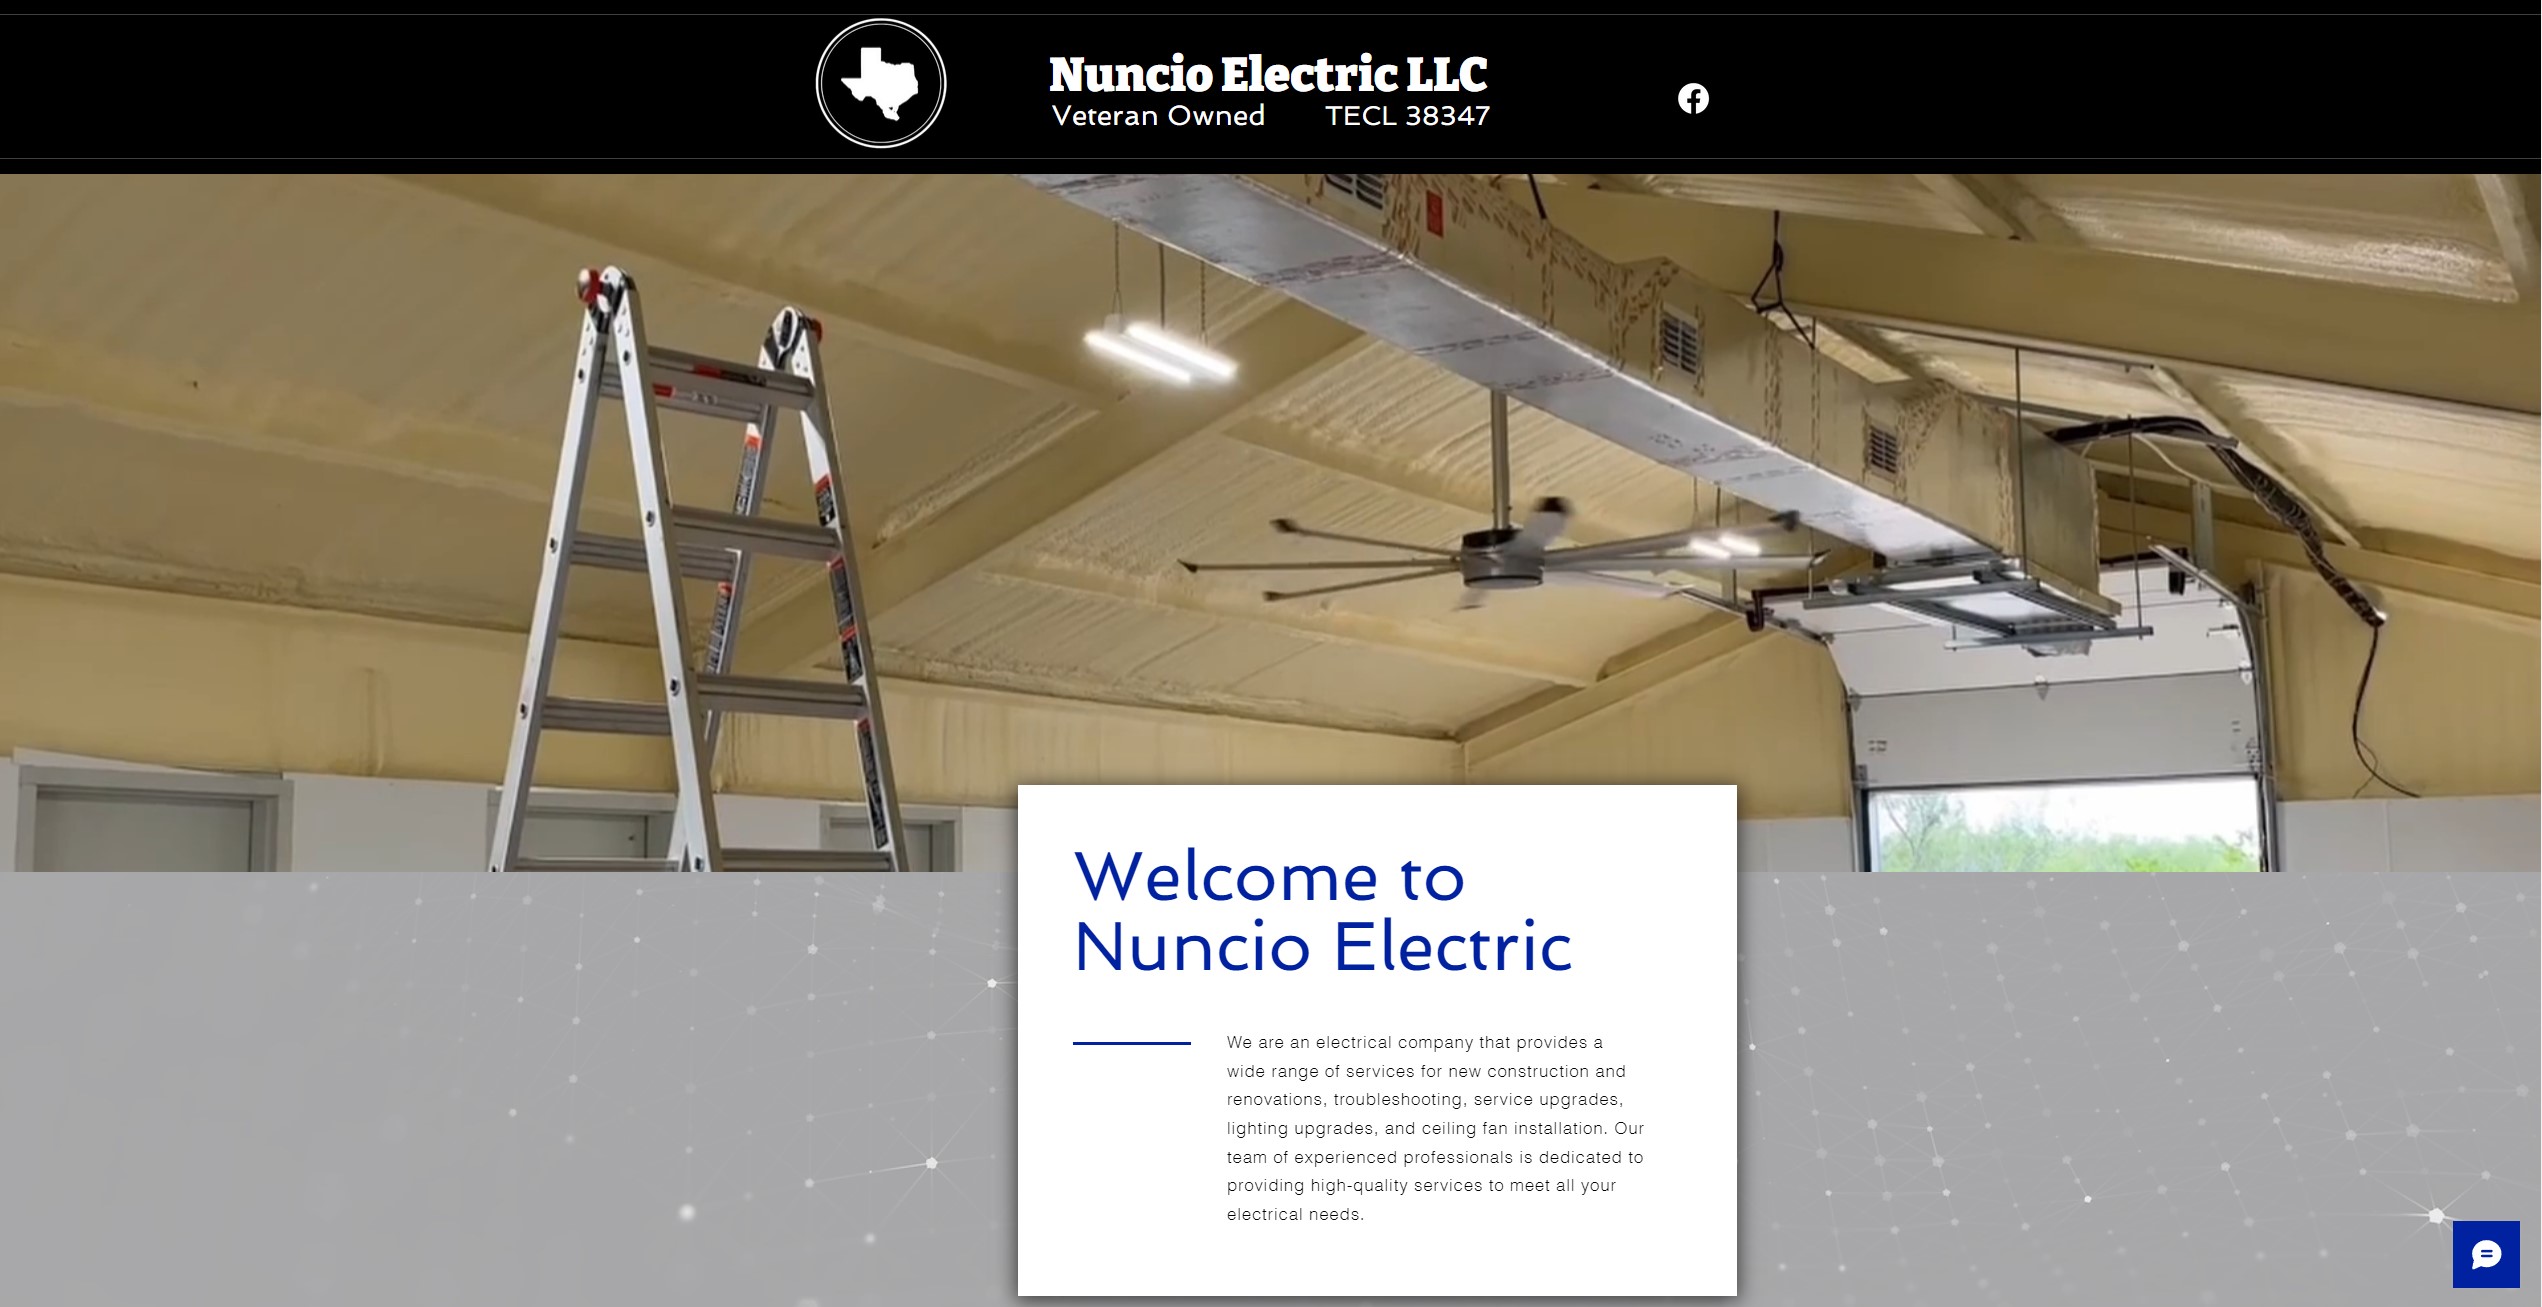 Nuncio Electric LLC
Veteran Owned TECL 38347
Welcome to
Nuncio Electric
We are an electrical company that provides a
wide range of services for new construction and
renovations, troubleshooting, service upgrades,
lighting upgrades, and ceiling fan installation. Our
team of experienced professionals is dedicated to
providing high-quality services to meet all your
electrical needs.